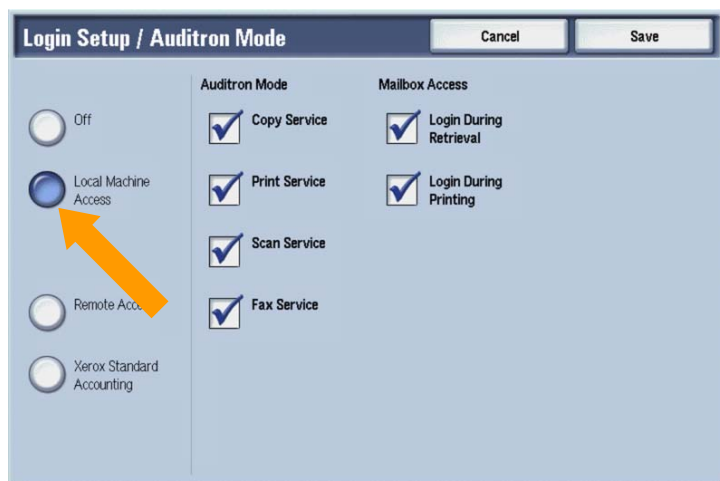 Login Setup / Auditron Mode
Cancel
Save
Off
Local Machine
Access
Remote
Xerox Standard
Accounting
Auditron Mode
Copy Service
Print Service
Scan Service
Fax Service
Mailbox Access
Login During
Retrieval
Login During
Printing